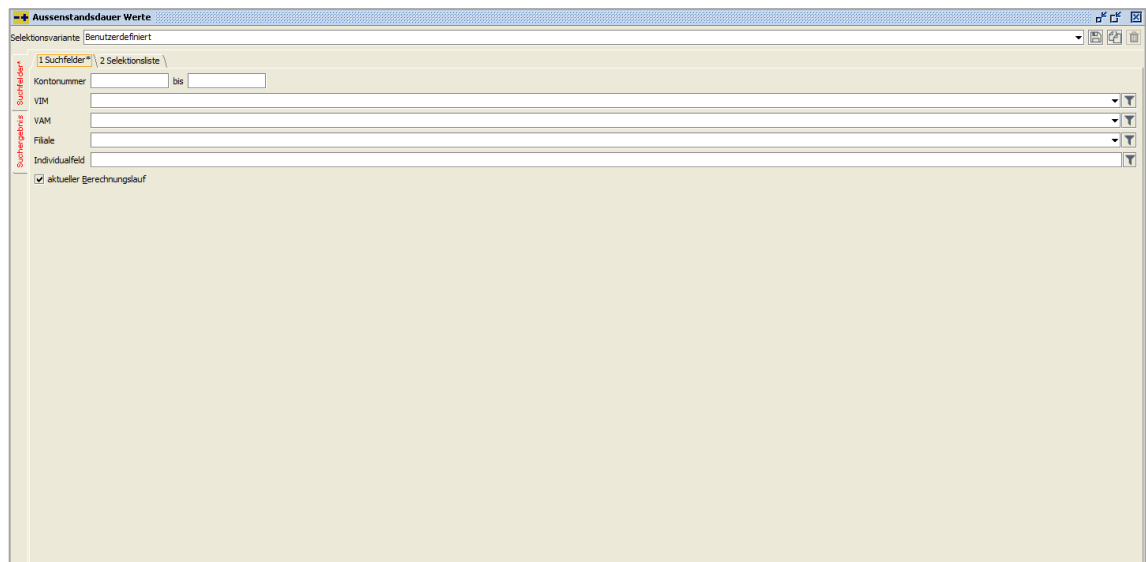 Aussenstandsdauer Werte
Selektionsvariante Benutzerdefiniert
Suchfelder*
Suchergebnis
1 Suchfelder* 2 Selektionsliste
Kontonummer bis
VIM
VAM
Filiale
Individualfeld
aktueller Berechnungslauf